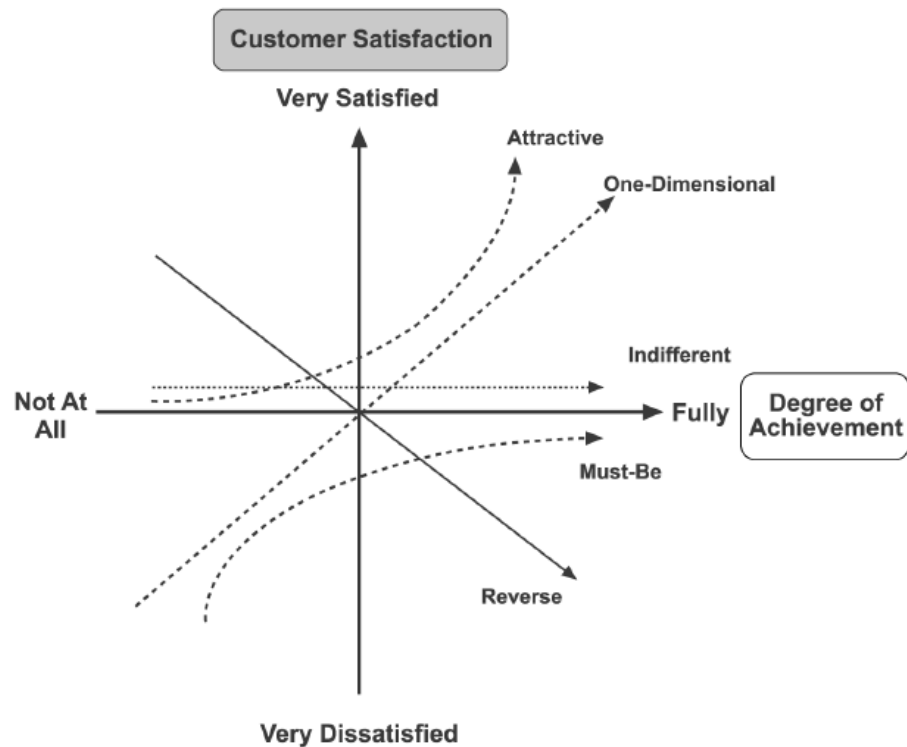 Customer Satisfaction
Very Satisfied
Attractive
One-Dimensional
Indifferent
Not At
All
Fully
Degree of
Achievement
Must-Be
Reverse
Very Dissatisfied